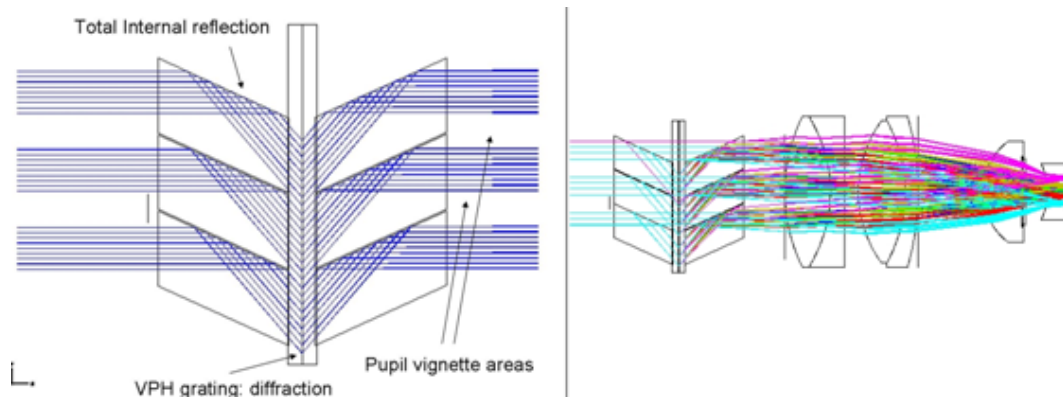 Total Internal reflection
Pupil vignette areas
VPH grating: diffraction